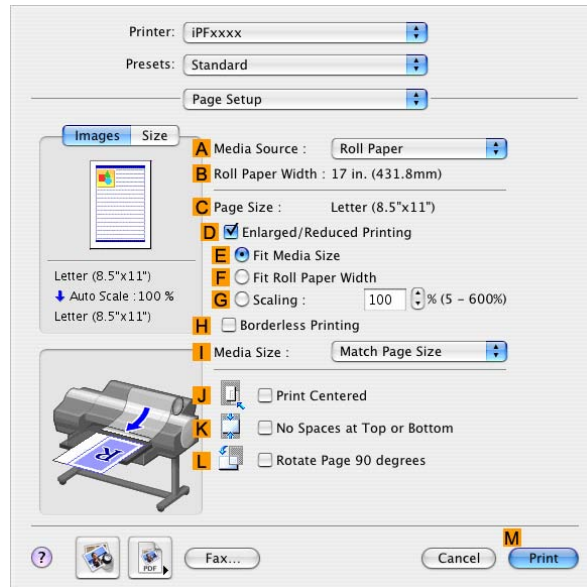 Printer: iPFxxxx
Presets: Standard
Page Setup
Images Size
Letter (8.5"x11")
Auto Scale :100 %
Letter (8.5"x11")
A Media Source : Roll Paper
B Roll Paper Width : 17 in. (431.8mm)
C Page Size : Letter (8.5"x11")
D Enlarged/Reduced Printing
E Fit Media Size
F Fit Roll Paper Width
G Scaling : 100 % (5 - 600%)
H Borderless Printing
I Media Size : Match Page Size
J Print Centered
K No Spaces at Top or Bottom
L Rotate Page 90 degrees
R
M
? PDF Fax... Cancel Print